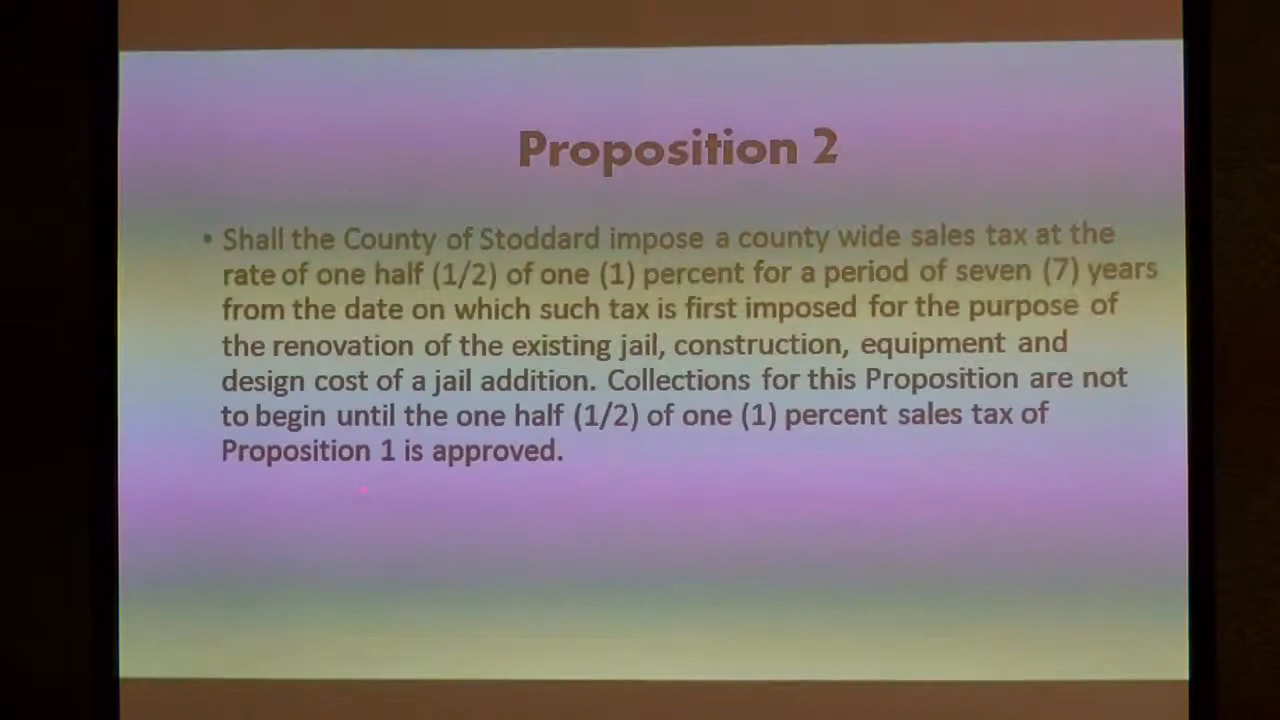 Proposition 2
• Shall the County of Stoddard impose a county wide sales tax at the
rate of one half (1/2) of one (1) percent for a period of seven (7) years
from the date on which such tax is first imposed for the purpose of
the renovation of the existing jail, construction, equipment and
design cost of a jail addition. Collections for this Proposition are not
to begin until the one half (1/2) of one (1) percent sales tax of
Proposition 1 is approved.